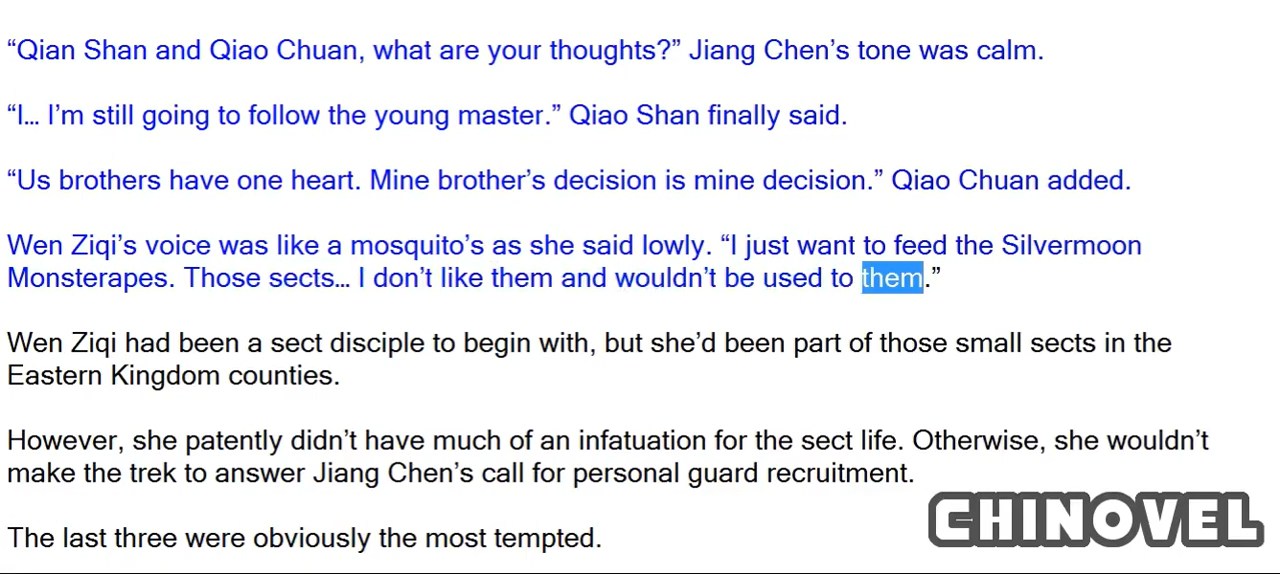 “Qian Shan and Qiao Chuan, what are your thoughts?” Jiang Chen’s tone was calm.
“I... I’m still going to follow the young master.” Qiao Shan finally said.
“Us brothers have one heart. Mine brother’s decision is mine decision.” Qiao Chuan added.
Wen Ziqi’s voice was like a mosquito’s as she said lowly. “I just want to feed the Silvermoon
Monsterapes. Those sects... I don’t like them and wouldn’t be used to them.”
Wen Ziqi had been a sect disciple to begin with, but she’d been part of those small sects in the
Eastern Kingdom counties.
However, she patently didn’t have much of an infatuation for the sect life. Otherwise, she wouldn’t
make the trek to answer Jiang Chen’s call for personal guard recruitment.
The last three were obviously the most tempted.
CHINOVEL